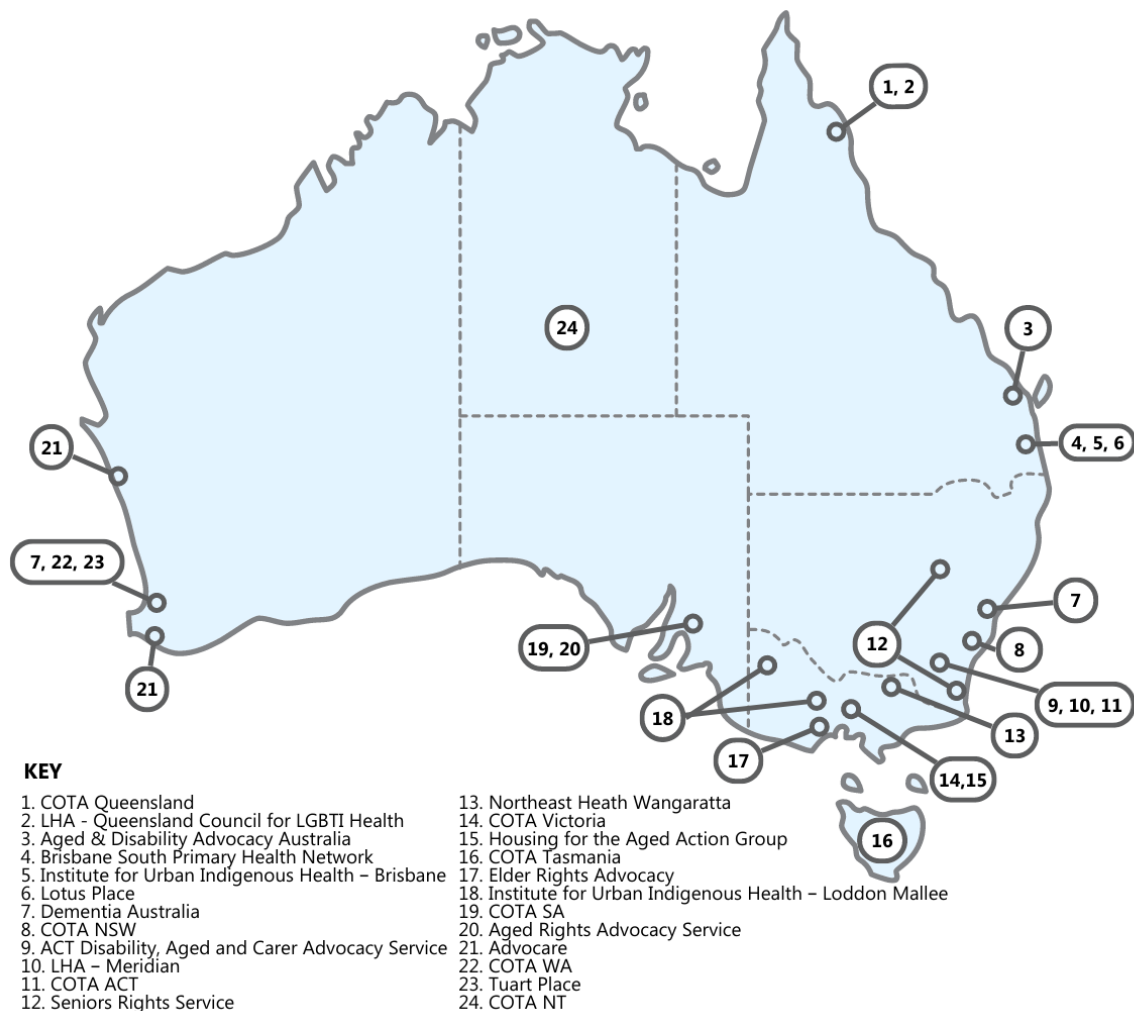 1, 2
24
3
21
4, 5, 6
7, 22, 23
7
12
19, 20
8
21
9, 10, 11
18
13
17
14,15
16
KEY
1. COTA Queensland
2. LHA - Queensland Council for LGBTI Health
3. Aged & Disability Advocacy Australia
4. Brisbane South Primary Health Network
5. Institute for Urban Indigenous Health – Brisbane
6. Lotus Place
7. Dementia Australia
8. COTA NSW
9. ACT Disability, Aged and Carer Advocacy Service
10. LHA – Meridian
11. COTA ACT
12. Seniors Rights Service
13. Northeast Heath Wangaratta
14. COTA Victoria
15. Housing for the Aged Action Group
16. COTA Tasmania
17. Elder Rights Advocacy
18. Institute for Urban Indigenous Health – Loddon Mallee
19. COTA SA
20. Aged Rights Advocacy Service
21. Advocare
22. COTA WA
23. Tuart Place
24. COTA NT